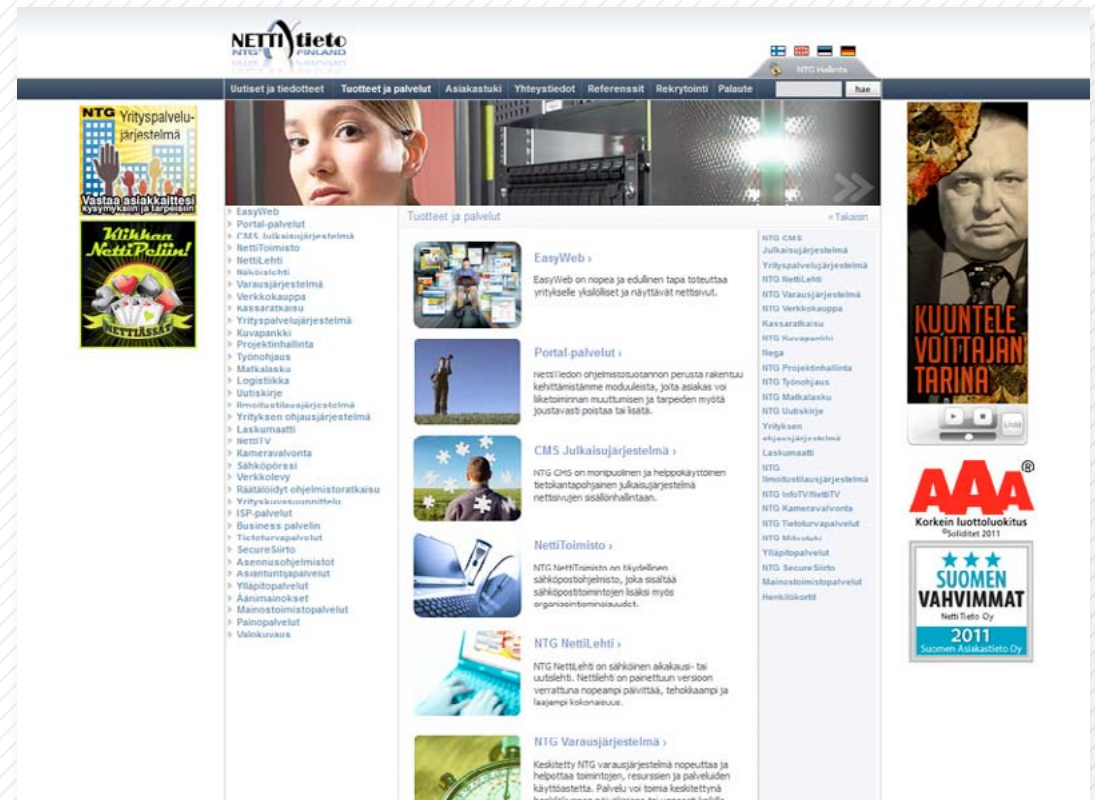 NETTI tieto
NTG FINLAND
NTG Hallinta
Uutiset ja tiedotteet
Tuotteet ja palvelut
Asiakastuki
Yhteystiedot
Referenssit
Rekrytointi
Palaute
hae
NTG Yrityspalvelu-
järjestelmä
Vastaa asiakkaittesi
kysymyksiin ja tarpeisiin
Klikkaa
NettiPeliin!
NETTIÄSSÄT
EasyWeb
Portal-palvelut
CMS Julkaisujärjestelmä
NettiToimisto
NettiLehti
Näköislehti
Varausjärjestelmä
Verkkokauppa
Kassaratkaisu
Yrityspalvelujärjestelmä
Kuvapankki
Projektinhallinta
Työnohjaus
Matkalasku
Logistiikka
Uutiskirje
Ilmoitustilausjärjestelmä
Yrityksen ohjausjärjestelmä
Laskumaatti
NettiTV
Kameravalvonta
Sähköpörssi
Verkkolevy
Räätälöidyt ohjelmistoratkaisu
Yrityskuvasuunnittelu
ISP-palvelut
Business palvelin
Tietoturvapalvelut
SecureSiirto
Asennusohjelmistot
Asiantuntijapalvelut
Ylläpitopalvelut
Äänimainokset
Mainostoimistopalvelut
Painopalvelut
Valokuvaus
Tuotteet ja palvelut
« Takaisin
EasyWeb ›
EasyWeb on nopea ja edullinen tapa toteuttaa
yritykselle yksilölliset ja näyttävät nettisivut.
Portal-palvelut ›
NettiTiedon ohjelmistotuotannon perusta rakentuu
kehittämistämme moduuleista, joita asiakas voi
liiketoiminnan muuttumisen ja tarpeiden myötä
joustavasti poistaa tai lisätä.
CMS Julkaisujärjestelmä ›
NTG CMS on monipuolinen ja helppokäyttöinen
tietokantapohjainen julkaisujärjestelmä
nettisivujen sisällönhallintaan.
NettiToimisto ›
NTG NettiToimisto on täydellinen
sähköpostiohjelmisto, joka sisältää
sähköpostitoimintojen lisäksi myös
organisointiominaisuudet.
NTG NettiLehti ›
NTG NettiLehti on sähköinen aikakausi- tai
uutislehti. Nettilehti on painettuun versioon
verrattuna nopeampi päivittää, tehokkaampi ja
laajempi kokonaisuus.
NTG Varausjärjestelmä ›
Keskitetty NTG varausjärjestelmä nopeuttaa ja
helpottaa toimintojen, resurssien ja palveluiden
käyttöastetta. Palvelu voi toimia keskitettynä
NTG CMS
Julkaisujärjestelmä
Yrityspalvelujärjestelmä
NTG NettiLehti
NTG Varausjärjestelmä
NTG Verkkokauppa
Kassaratkaisu
NTG Kuvapankki
Nega
NTG Projektinhallinta
NTG Työnohjaus
NTG Matkalasku
NTG Uutiskirje
Yrityksen
ohjausjärjestelmä
Laskumaatti
NTG
Ilmoitustilausjärjestelmä
NTG InfoTV/NettiTV
NTG Kameravalvonta
NTG Tietoturvapalvelut
NTG
Ylläpitopalvelut
NTG SecureSiirto
Mainostoimistopalvelut
Henkilökortit
KUUNTELE
VOITTAJAN
TARINA
Lisää
AAA®
Korkein luottoluokitus
©Soliditet 2011
SUOMEN
VAHVIMMAT
Netti Tieto Oy
2011
Suomen Asiakastieto Oy